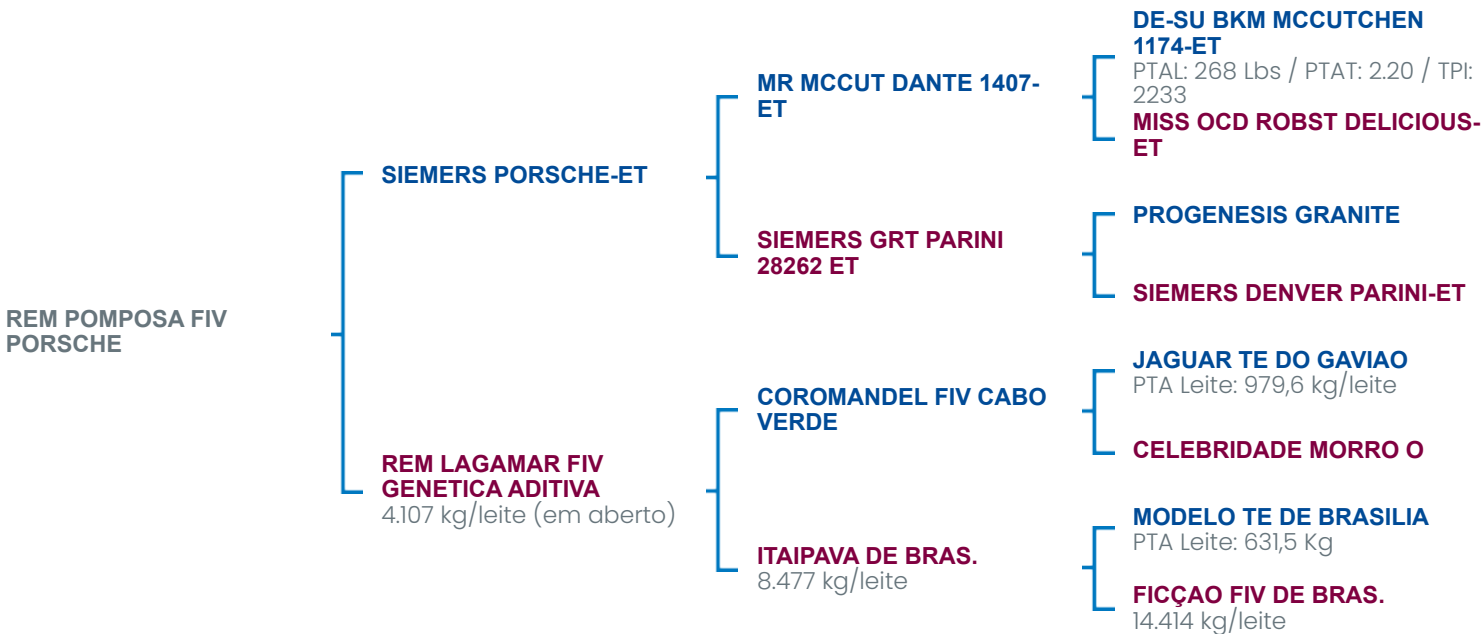 REM POMPOSA FIV
PORSCHE
SIEMERS PORSCHE-ET
REM LAGAMAR FIV
GENETICA ADITIVA
4.107 kg/leite (em aberto)
MR MCCUT DANTE 1407-
ET
SIEMERS GRT PARINI
28262 ET
COROMANDEL FIV CABO
VERDE
ITAIPAVA DE BRAS.
8.477 kg/leite
DE-SU BKM MCCUTCHEN
1174-ET
PTAL: 268 Lbs / PTAT: 2.20 / TPI:
2233
MISS OCD ROBST DELICIOUS-
ET
PROGENESIS GRANITE
SIEMERS DENVER PARINI-ET
JAGUAR TE DO GAVIAO
PTA Leite: 979,6 kg/leite
CELEBRIDADE MORRO O
MODELO TE DE BRASILIA
PTA Leite: 631,5 Kg
FICÇAO FIV DE BRAS.
14.414 kg/leite